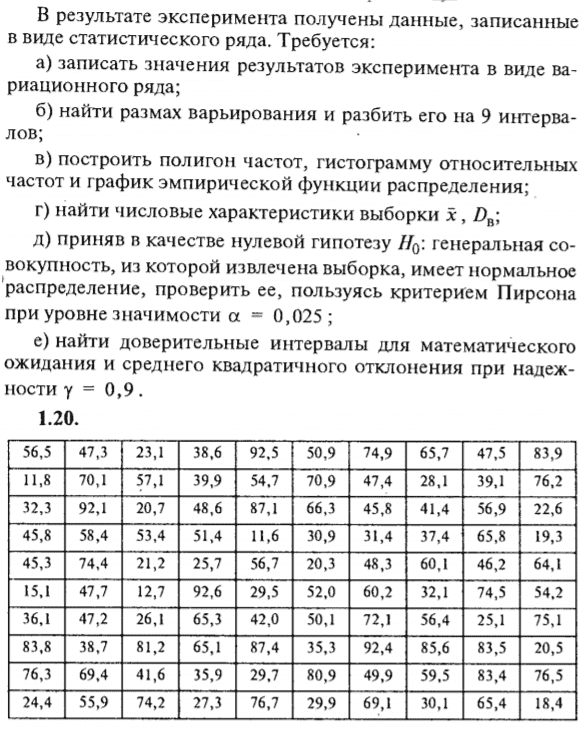 В результате эксперимента получены данные, записанные
в виде статистического ряда. Требуется:
а) записать значения результатов эксперимента в виде ва-
риационного ряда;
б) найти размах варьирования и разбить его на 9 интерва-
лов;
в) построить полигон частот, гистограмму относительных
частот и график эмпирической функции распределения;
г) найти числовые характеристики выборки x̄, Dв;
д) приняв в качестве нулевой гипотезу H₀: генеральная со-
вокупность, из которой извлечена выборка, имеет нормальное
распределение, проверить ее, пользуясь критерием Пирсона
при уровне значимости α = 0,025;
е) найти доверительные интервалы для математического
ожидания и среднего квадратичного отклонения при надеж-
ности γ = 0,9.
1.20.
56,5 47,3 23,1 38,6 92,5 50,9 74,9 65,7 47,5 83,9
11,8 70,1 57,1 39,9 54,7 70,9 47,4 28,1 39,1 76,2
32,3 92,1 20,7 48,6 87,1 66,3 45,8 41,4 56,9 22,6
45,8 58,4 53,4 51,4 11,6 30,9 31,4 37,4 65,8 19,3
45,3 74,4 21,2 25,7 56,7 20,3 48,3 60,1 46,2 64,1
15,1 47,7 12,7 92,6 29,5 52,0 60,2 32,1 74,5 54,2
36,1 47,2 26,1 65,3 42,0 50,1 72,1 56,4 25,1 75,1
83,8 38,7 81,2 65,1 87,4 35,3 92,4 85,6 83,5 20,5
76,3 69,4 41,6 35,9 29,7 80,9 49,9 59,5 83,4 76,5
24,4 55,9 74,2 27,3 76,7 29,9 69,1 30,1 65,4 18,4